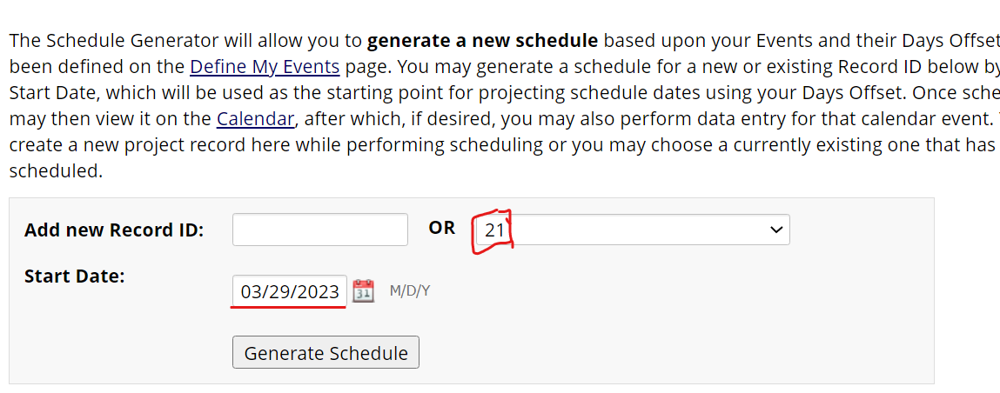 The Schedule Generator will allow you to generate a new schedule based upon your Events and their Days Offset
been defined on the Define My Events page. You may generate a schedule for a new or existing Record ID below by
Start Date, which will be used as the starting point for projecting schedule dates using your Days Offset. Once sche
may then view it on the Calendar, after which, if desired, you may also perform data entry for that calendar event.
create a new project record here while performing scheduling or you may choose a currently existing one that has
scheduled.
Add new Record ID: OR 21
Start Date:
03/29/2023 31 M/D/Y
Generate Schedule